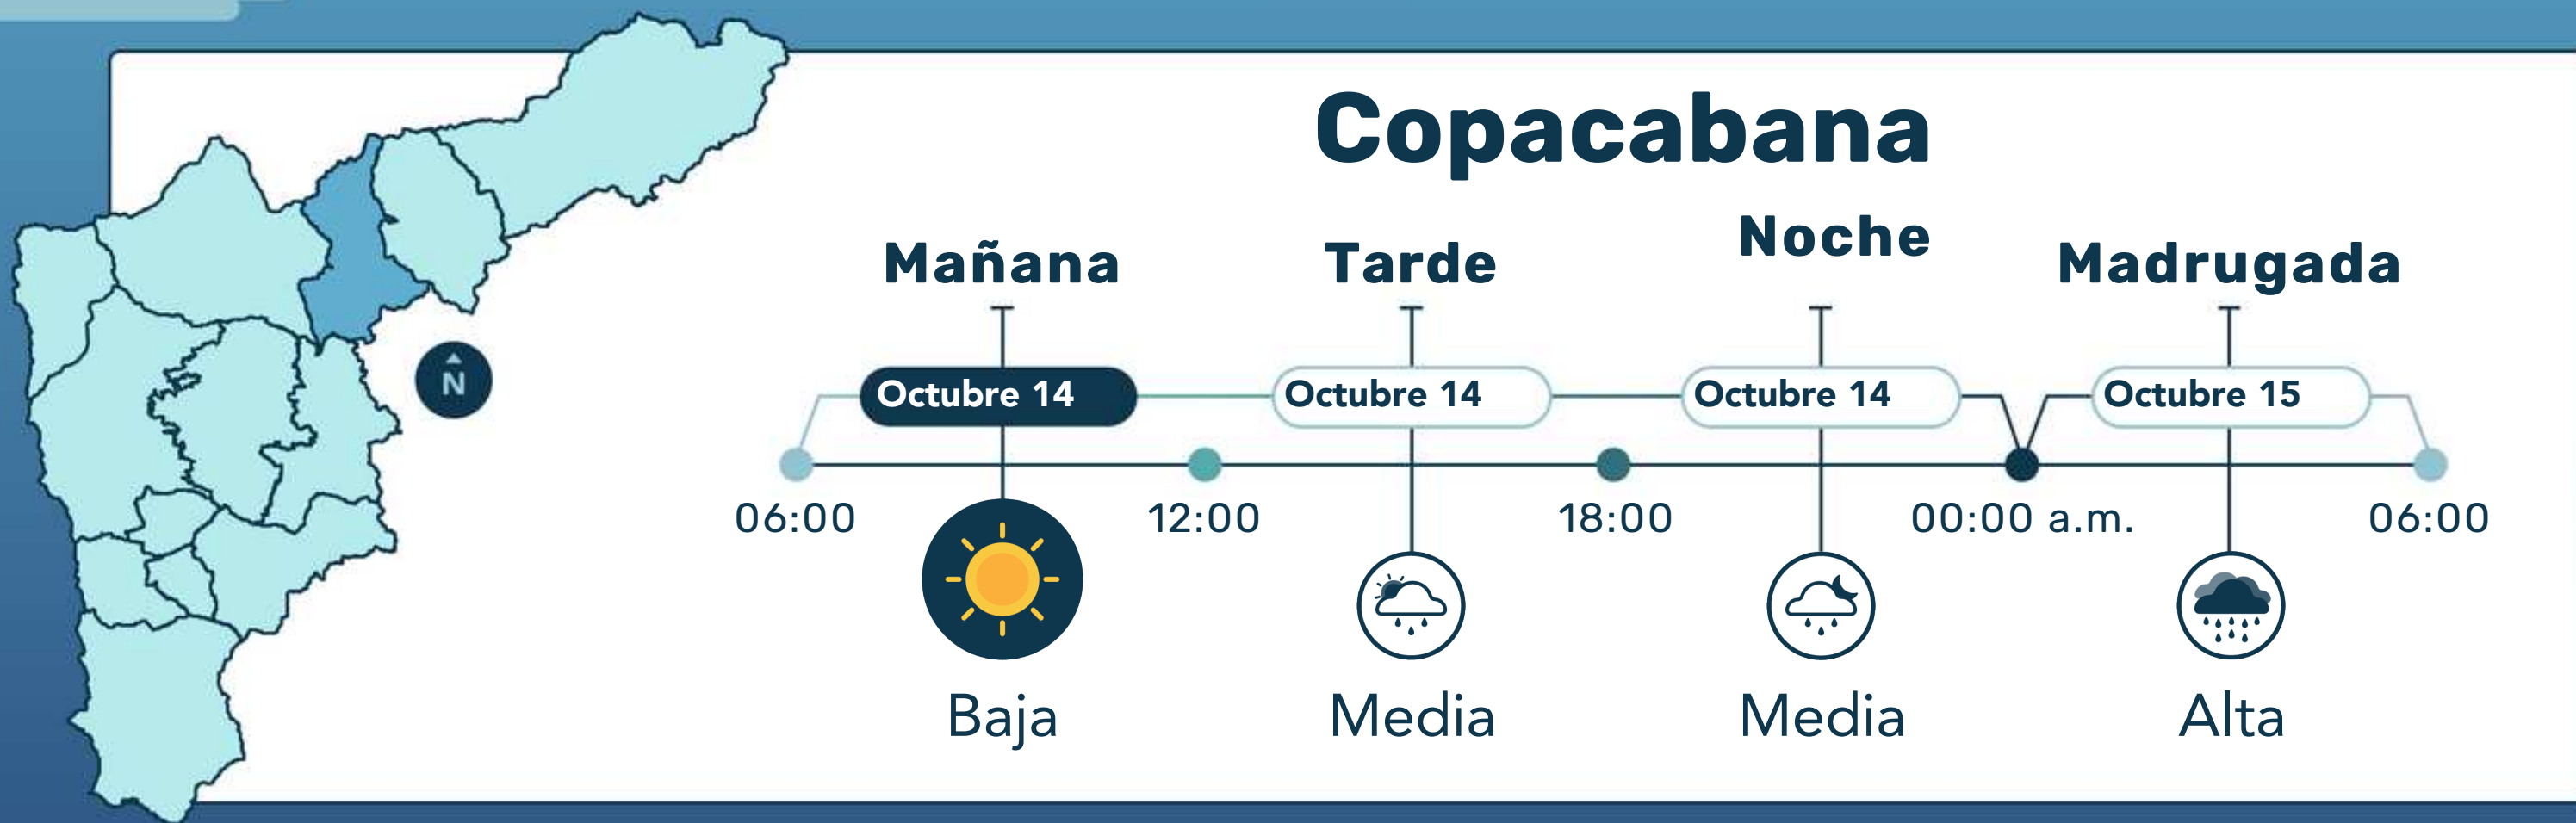 Copacabana
Mañana
Tarde
Noche
Madrugada
Octubre 14
Octubre 14
Octubre 14
Octubre 15
N
06:00
12:00
18:00
00:00 a.m.
06:00
Baja
Media
Media
Alta